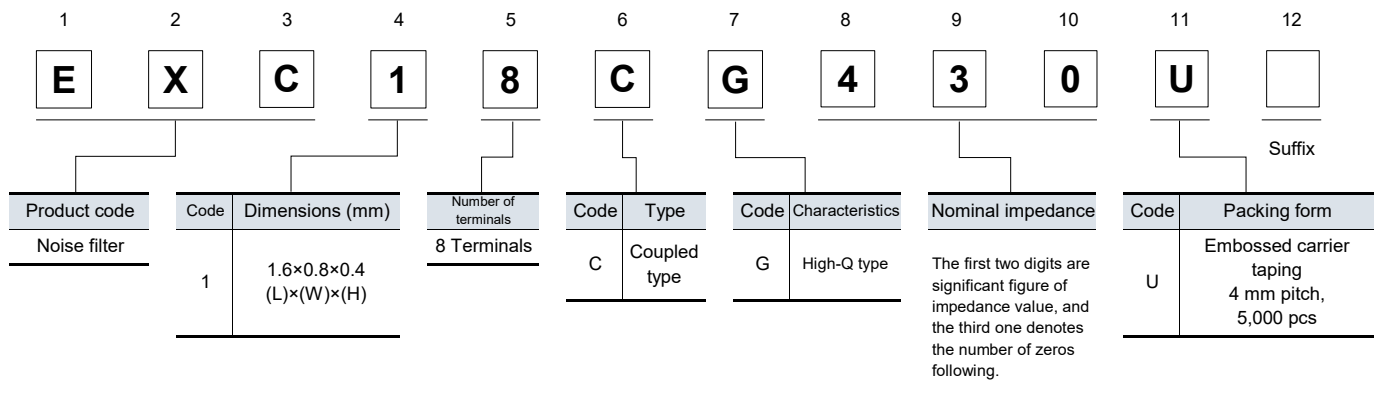 1 2 3 4 5 6 7 8 9 10 11 12
E X C 1 8 C G 4 3 0 U
Suffix
Product code
Noise filter
Code Dimensions (mm)
1 1.6×0.8×0.4
(L)×(W)×(H)
Number of
terminals
8 Terminals
Code Type
C Coupled
type
Code Characteristics
G High-Q type
Nominal impedance
The first two digits are
significant figure of
impedance value, and
the third one denotes
the number of zeros
following.
Code Packing form
U Embossed carrier
taping
4 mm pitch,
5,000 pcs